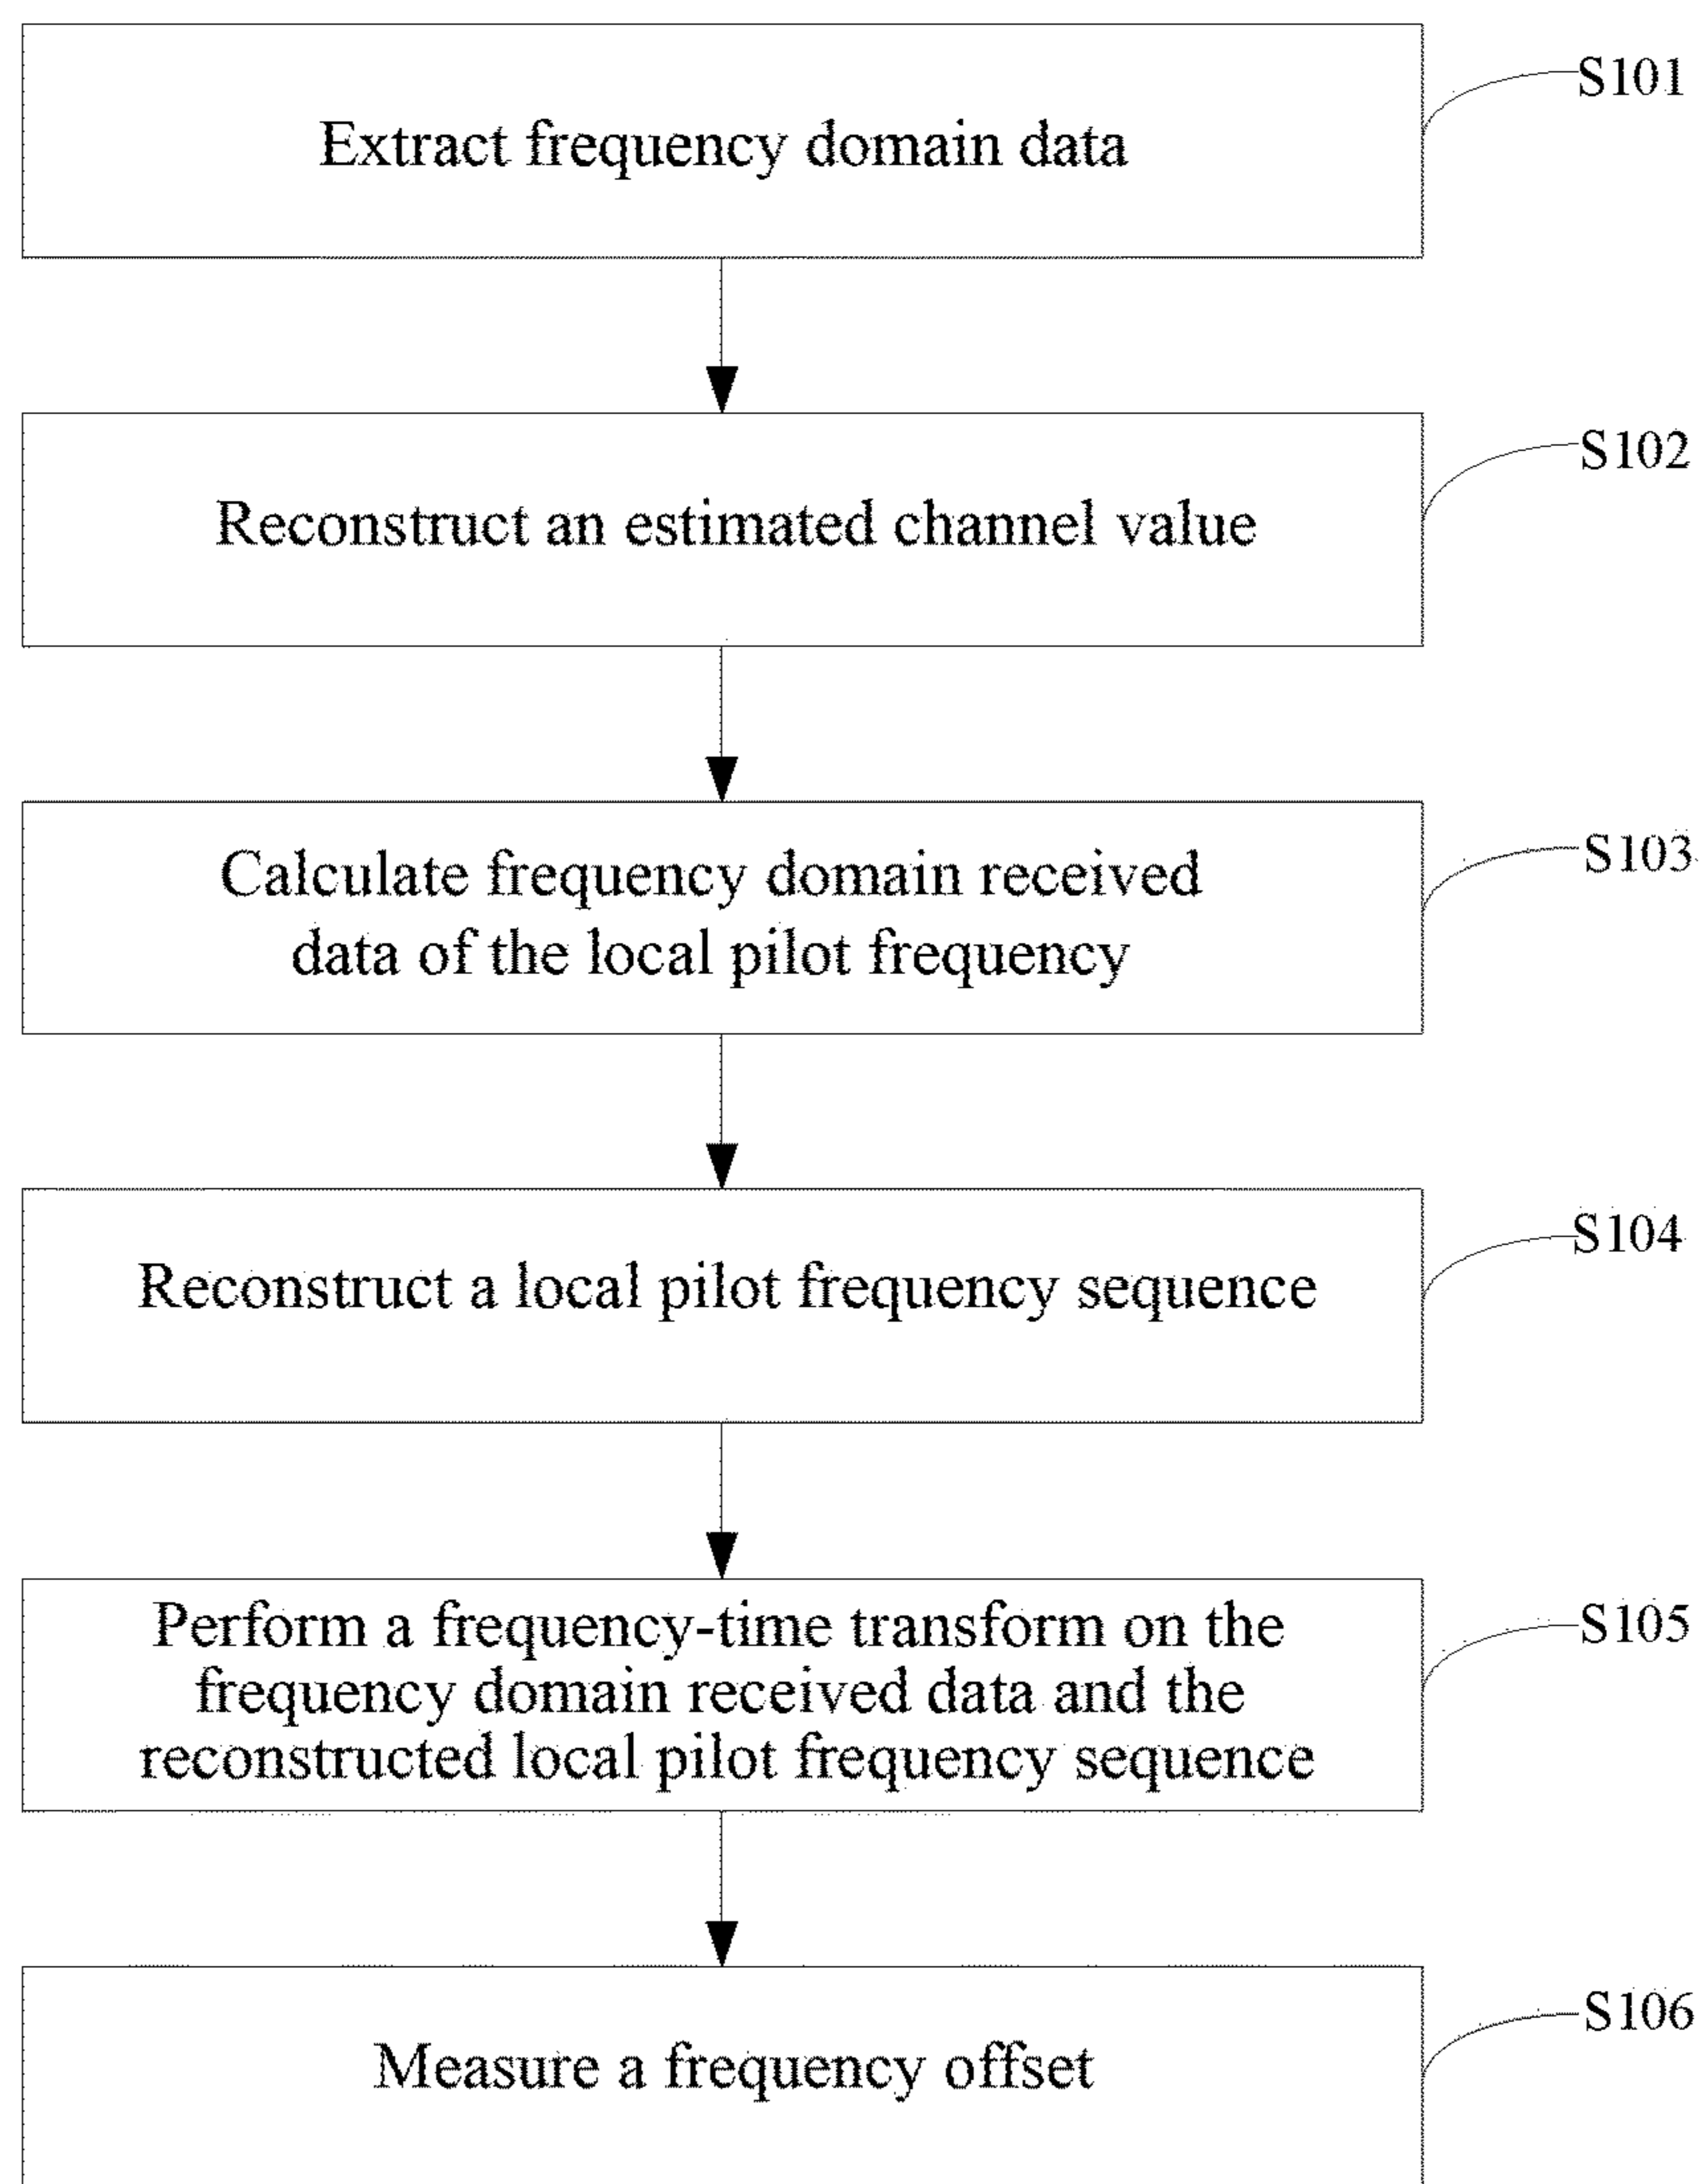 Extract frequency domain data
S101
Reconstruct an estimated channel value
S102
Calculate frequency domain received
data of the local pilot frequency
S103
Reconstruct a local pilot frequency sequence
S104
Perform a frequency-time transform on the
frequency domain received data and the
reconstructed local pilot frequency sequence
S105
Measure a frequency offset
S106